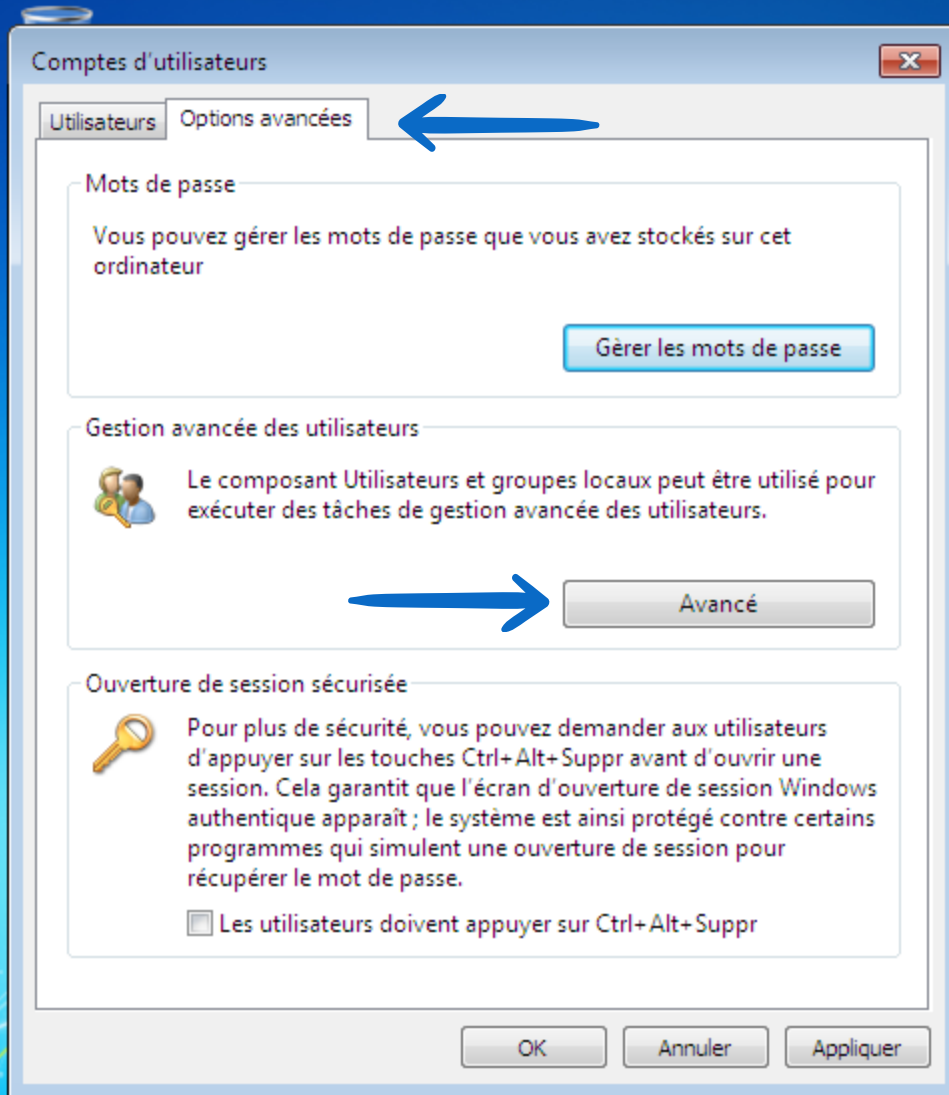 Comptes d'utilisateurs
Utilisateurs
Options avancées
Mots de passe
Vous pouvez gérer les mots de passe que vous avez stockés sur cet
ordinateur
Gèrer les mots de passe
Gestion avancée des utilisateurs
Le composant Utilisateurs et groupes locaux peut être utilisé pour
exécuter des tâches de gestion avancée des utilisateurs.
Avancé
Ouverture de session sécurisée
Pour plus de sécurité, vous pouvez demander aux utilisateurs
d'appuyer sur les touches Ctrl+Alt+Suppr avant d'ouvrir une
session. Cela garantit que l'écran d'ouverture de session Windows
authentique apparaît ; le système est ainsi protégé contre certains
programmes qui simulent une ouverture de session pour
récupérer le mot de passe.
Les utilisateurs doivent appuyer sur Ctrl+Alt+Suppr
OK
Annuler
Appliquer